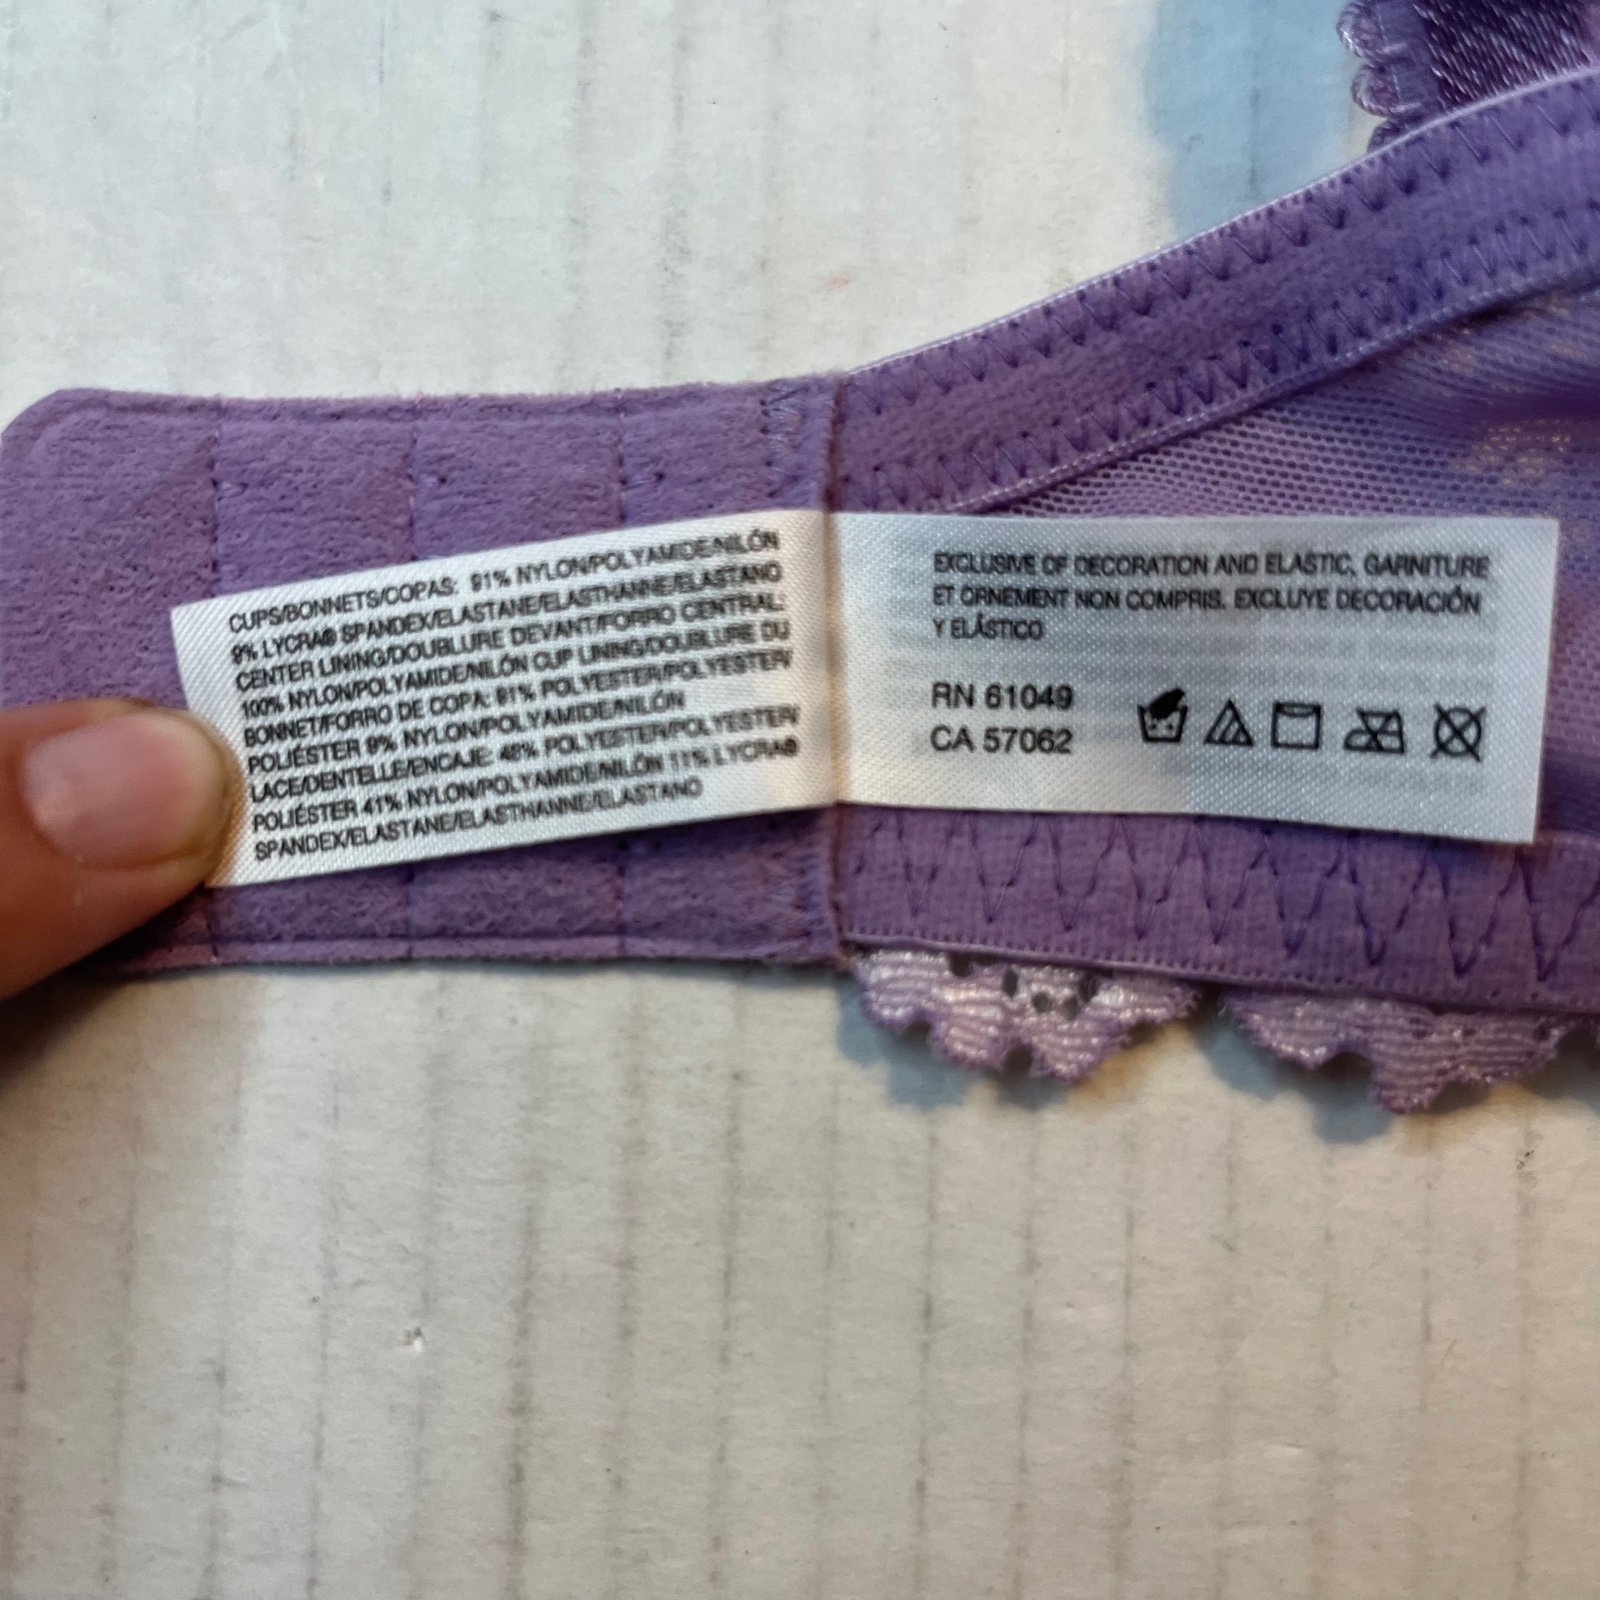 CUPS/BONNETS/COPAS: 91% NYLON/POLYAMIDE/NILÓN
9% LYCRA® SPANDEX/ELASTANE/ELASTHANNE/ELASTANO
CENTER LINING/DOUBLURE DEVANT/FORRO CENTRAL:
100% NYLON/POLYAMIDE/NILÓN CUP LINING/DOUBLURE DU
BONNET/FORRO DE COPA: 91% POLYESTER/POLYESTER/
POLIÉSTER 9% NYLON/POLYAMIDE/NILÓN
LACE/DENTELLE/ENCAJE: 48% POLYESTER/POLYESTER/
POLIÉSTER 41% NYLON/POLYAMIDE/NILÓN 11% LYCRA®
SPANDEX/ELASTANE/ELASTHANNE/ELASTANO
EXCLUSIVE OF DECORATION AND ELASTIC, GARNITURE
ET ORNEMENT NON COMPRIS. EXCLUYE DECORACIÓN
Y ELÁSTICO
RN 61049
CA 57062